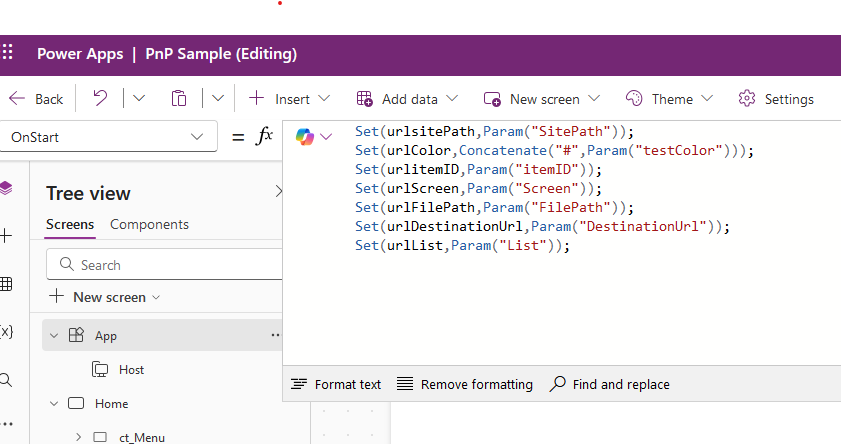 Power Apps | PnP Sample (Editing)
Back Insert Add data New screen Theme Settings
OnStart = fx
Set(urlsitePath,Param("SitePath"));
Set(urlColor,Concatenate("#",Param("testColor")));
Set(urlitemID,Param("itemID"));
Set(urlScreen,Param("Screen"));
Set(urlFilePath,Param("FilePath"));
Set(urlDestinationUrl,Param("DestinationUrl"));
Set(urlList,Param("List"));
Tree view
Screens Components
Search
New screen
App
Host
Home
ct_Menu
Format text Remove formatting Find and replace